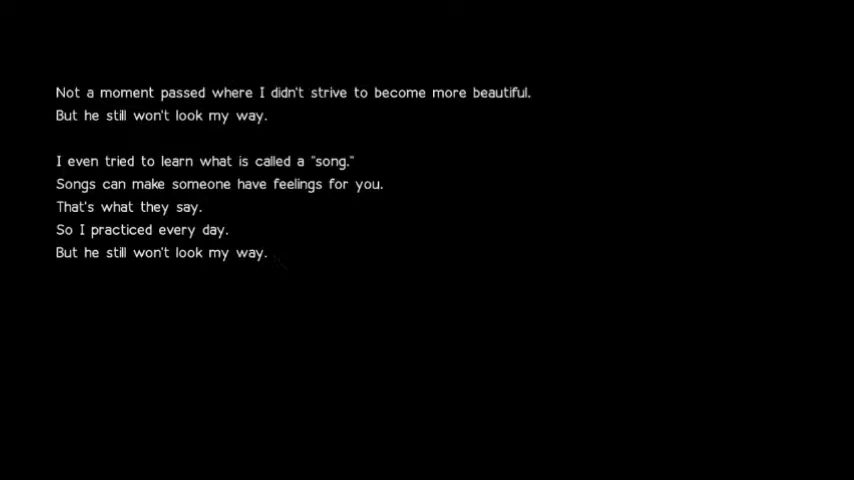 Not a moment passed where I didn't strive to become more beautiful.
But he still won't look my way.
I even tried to learn what is called a "song."
Songs can make someone have feelings for you.
That's what they say.
So I practiced every day.
But he still won't look my way.